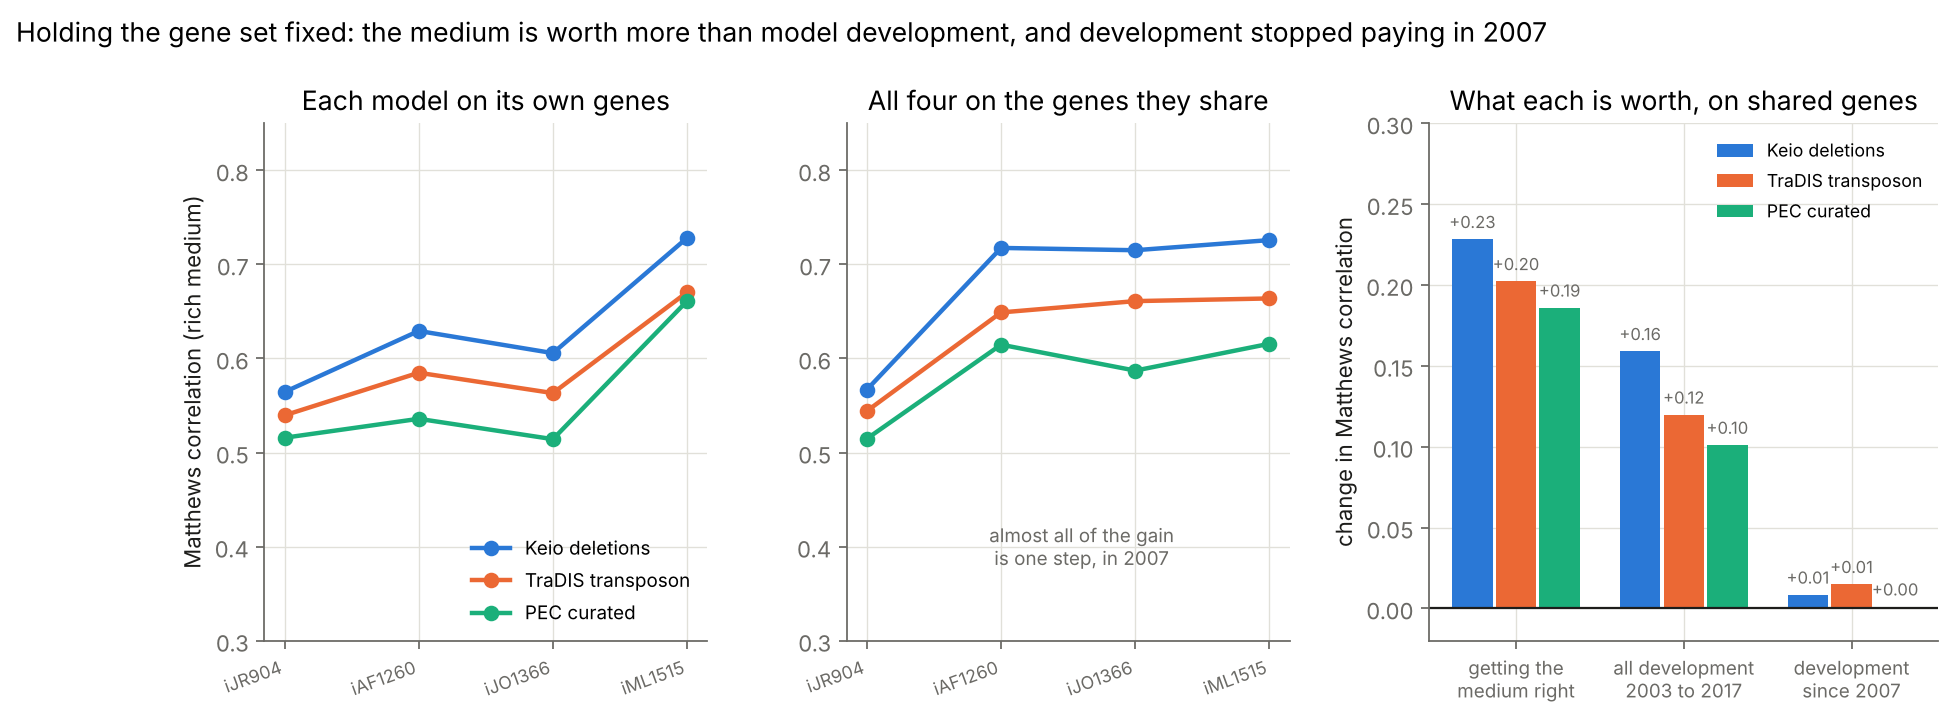 Holding the gene set fixed: the medium is worth more than model development, and development stopped paying in 2007
Each model on its own genes
Matthews correlation (rich medium)
0.8
0.7
0.6
0.5
0.4
0.3
Keio deletions
TraDIS transposon
PEC curated
iJR904
iAF1260
iJO1366
iML1515
All four on the genes they share
0.8
0.7
0.6
0.5
0.4
0.3
almost all of the gain
is one step, in 2007
iJR904
iAF1260
iJO1366
iML1515
What each is worth, on shared genes
change in Matthews correlation
0.30
0.25
0.20
0.15
0.10
0.05
0.00
Keio deletions
TraDIS transposon
PEC curated
+0.23
+0.20
+0.19
+0.16
+0.12
+0.10
+0.01
+0.01
+0.00
getting the
medium right
all development
2003 to 2017
development
since 2007